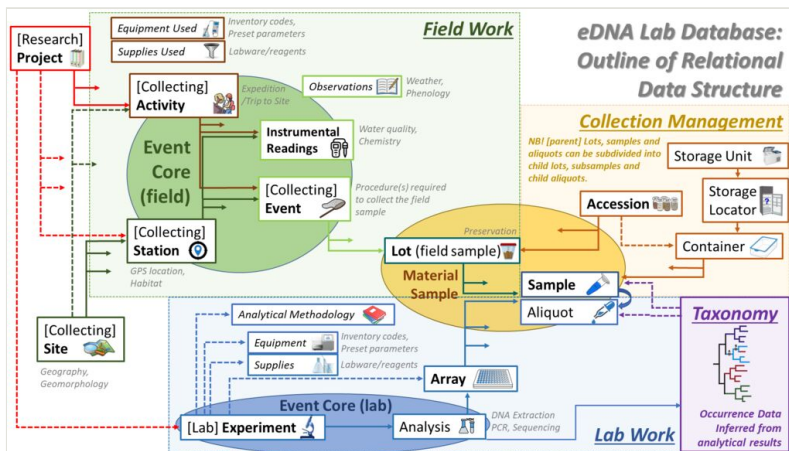 eDNA Lab Database:
Outline of Relational
Data Structure
[Research]
Project
Equipment Used
Inventory codes,
Preset parameters
Supplies Used
Labware/reagents
Field Work
[Collecting]
Activity
Expedition
/Trip to Site
Observations
Weather,
Phenology
Event
Core
(field)
Instrumental
Readings
Water quality,
Chemistry
[Collecting]
Event
Procedure(s) required
to collect the field
sample
[Collecting]
Station
GPS location,
Habitat
[Collecting]
Site
Geography,
Geomorphology
Collection Management
NB! [parent] Lots, samples and
aliquots can be subdivided into
child lots, subsamples and
child aliquots.
Storage Unit
Storage
Locator
Accession
Container
Preservation
Lot (field sample)
Material
Sample
Sample
Aliquot
Taxonomy
Occurrence Data
Inferred from
analytical results
Analytical Methodology
Equipment
Inventory codes,
Preset parameters
Supplies
Labware/reagents
Array
Event Core (lab)
[Lab] Experiment
Analysis
DNA Extraction
PCR, Sequencing
Lab Work